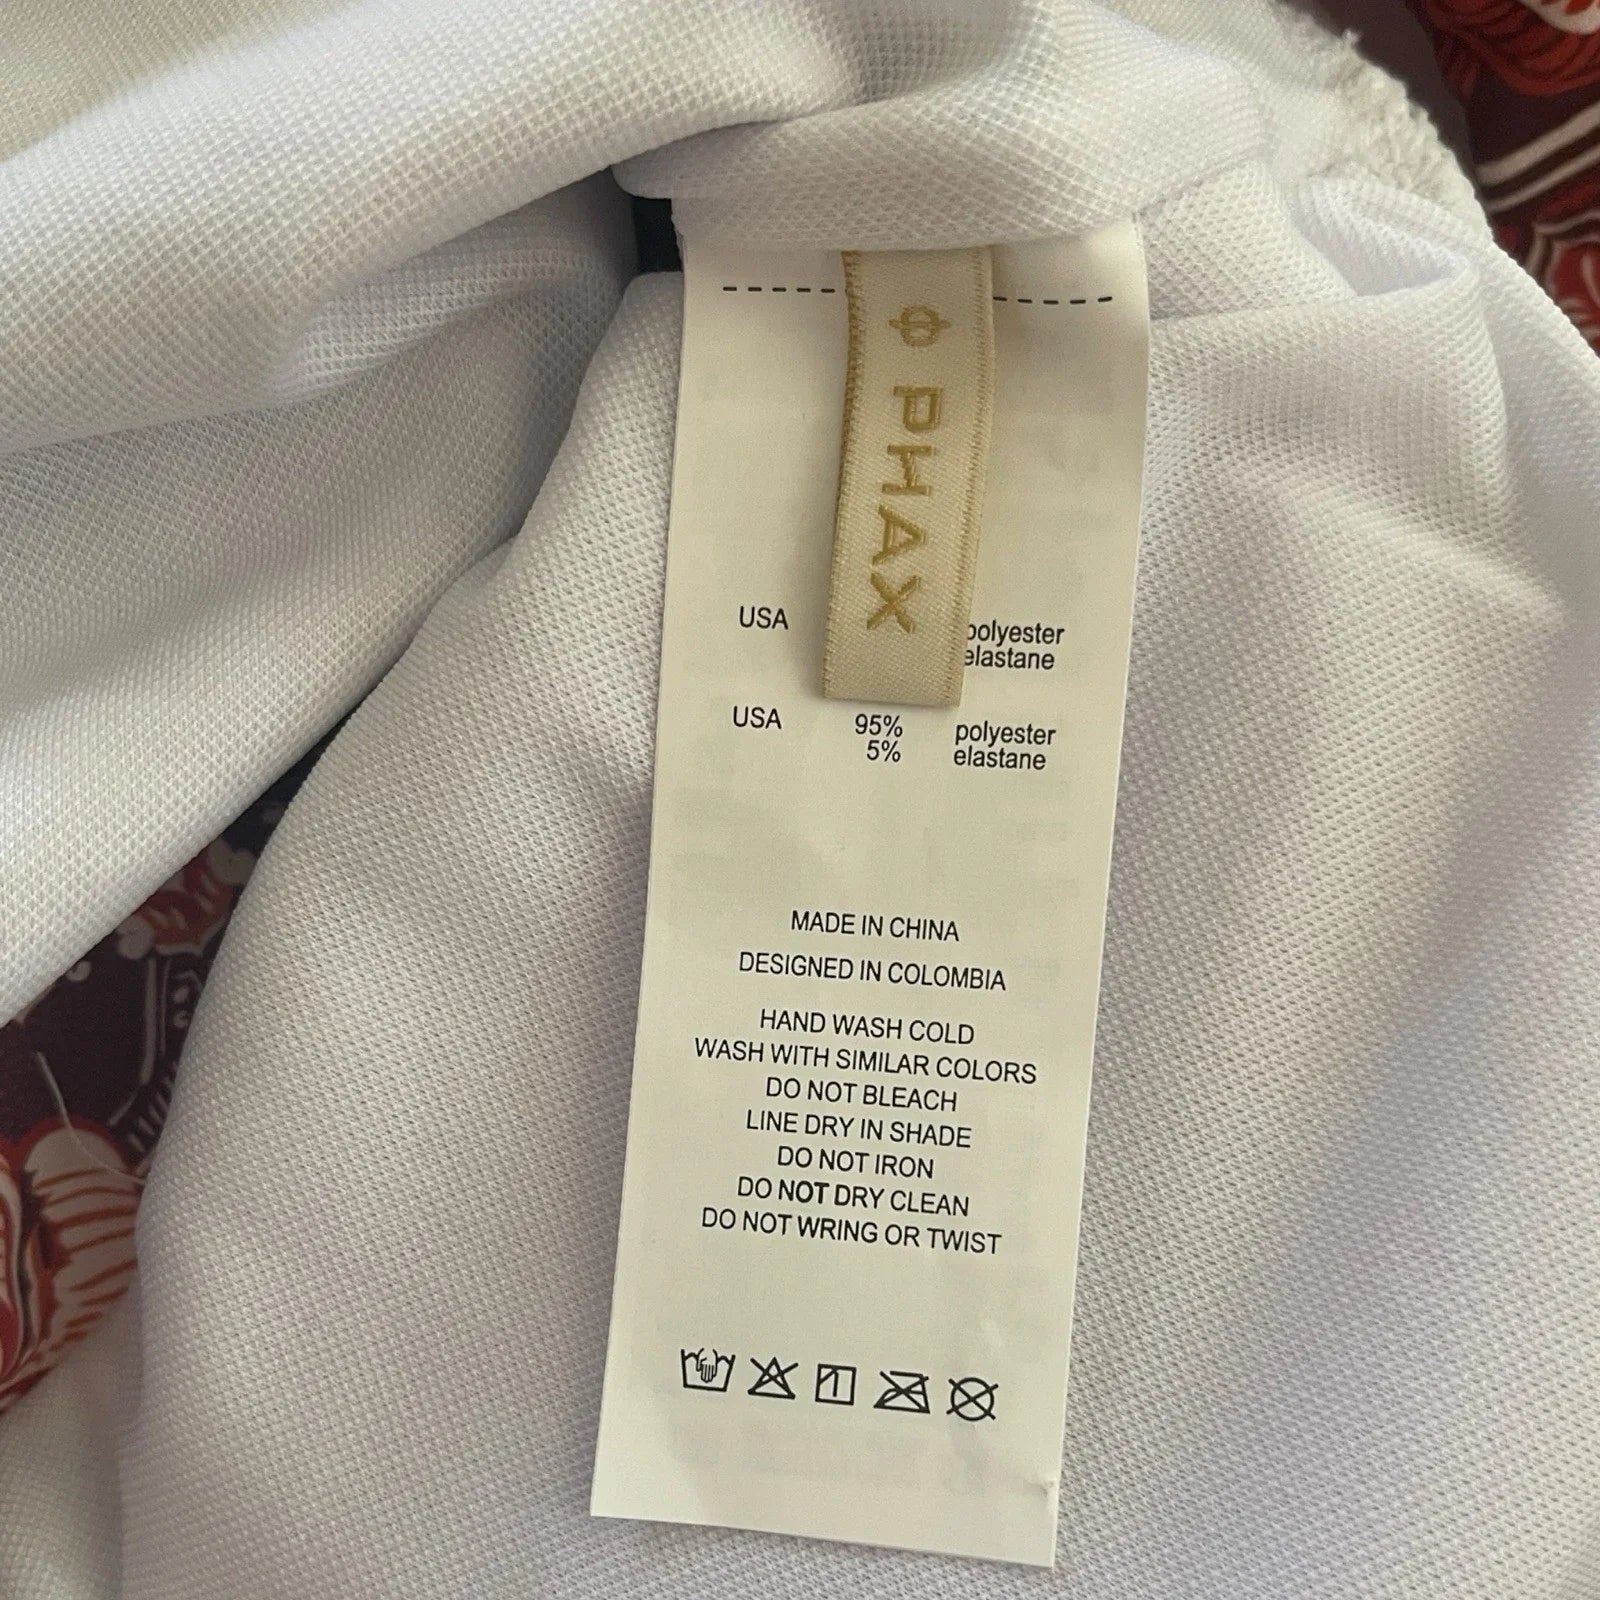 PHAX
USA polyester
elastane
USA 95% polyester
5% elastane
MADE IN CHINA
DESIGNED IN COLOMBIA
HAND WASH COLD
WASH WITH SIMILAR COLORS
DO NOT BLEACH
LINE DRY IN SHADE
DO NOT IRON
DO NOT DRY CLEAN
DO NOT WRING OR TWIST